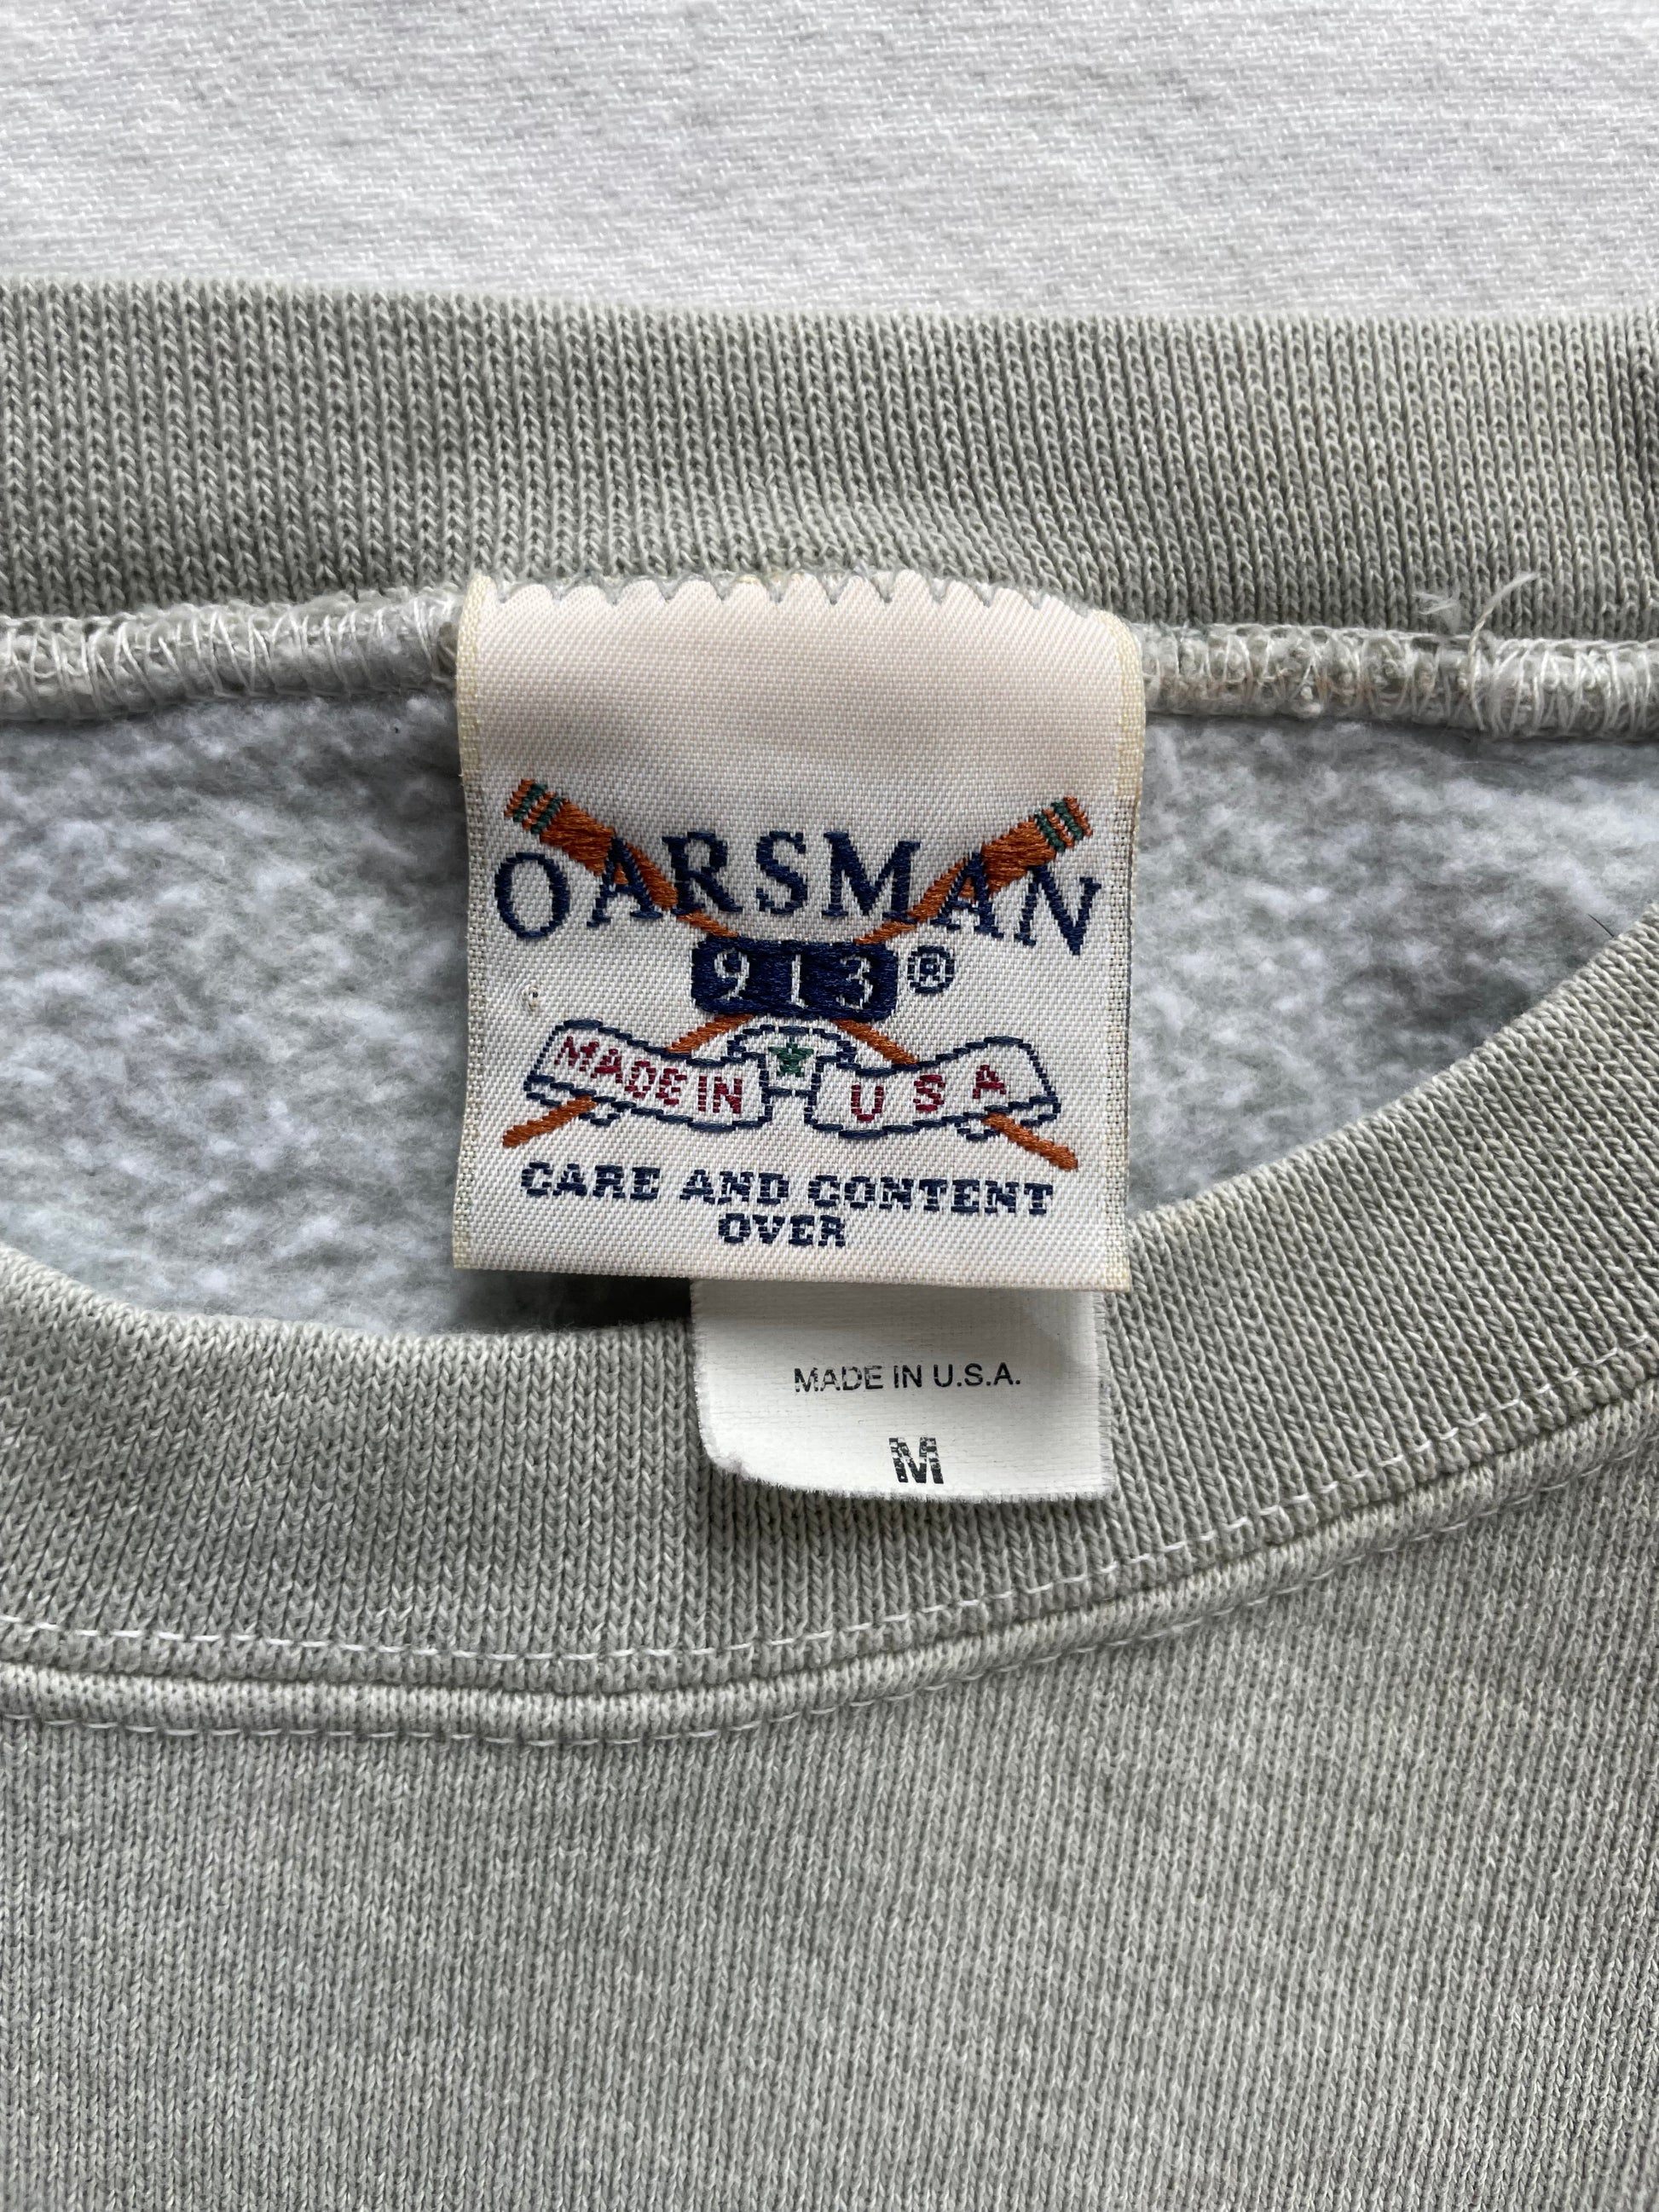 OARSMAN
913®
MADE IN USA
CARE AND CONTENT
OVER
MADE IN U.S.A.
M